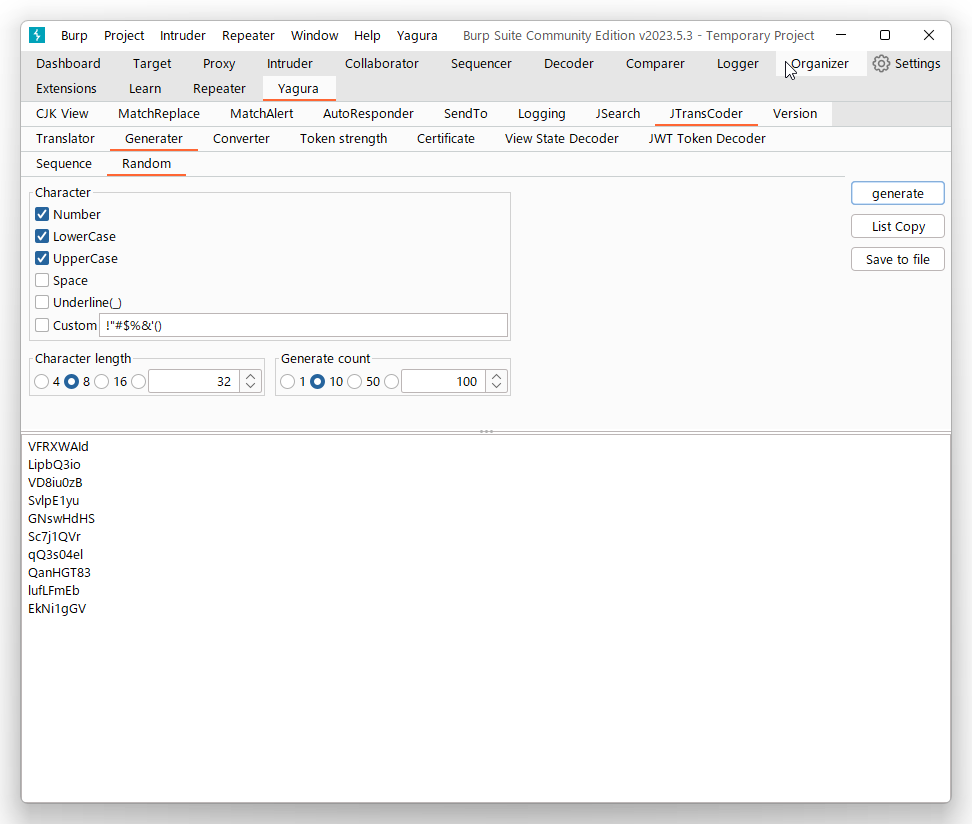 Burp Project Intruder Repeater Window Help Yagura Burp Suite Community Edition v2023.5.3 - Temporary Project
Dashboard Target Proxy Intruder Collaborator Sequencer Decoder Comparer Logger Organizer Settings
Extensions Learn Repeater Yagura
CJK View MatchReplace MatchAlert AutoResponder SendTo Logging JSearch JTransCoder Version
Translator Generater Converter Token strength Certificate View State Decoder JWT Token Decoder
Sequence Random
Character
generate
Number
LowerCase
List Copy
UpperCase
Save to file
Space
Underline(_)
Custom !"#$%&'()
Character length Generate count
4 8 16 32 1 10 50 100
VFRXWAId
LipbQ3io
VD8iu0zB
SvlpE1yu
GNswHdHS
Sc7j1QVr
qQ3s04el
QanHGT83
lufLFmEb
EkNi1gGV